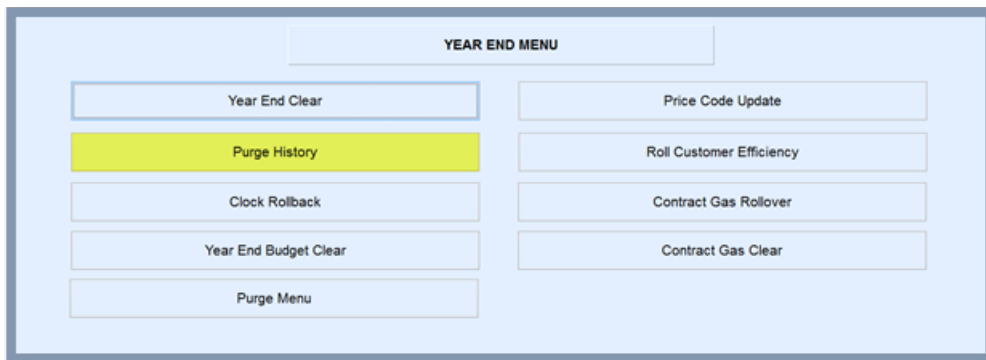 YEAR END MENU
Year End Clear
Price Code Update
Purge History
Roll Customer Efficiency
Clock Rollback
Contract Gas Rollover
Year End Budget Clear
Contract Gas Clear
Purge Menu